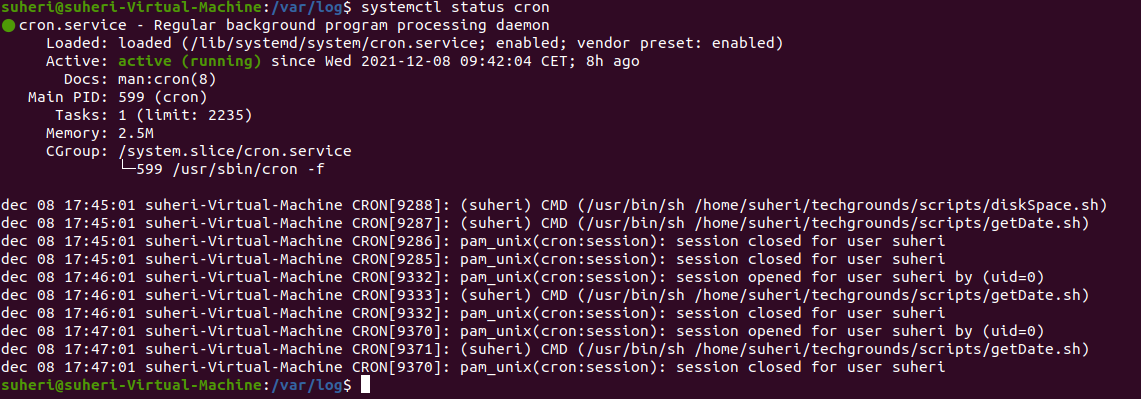 suheri@suheri-Virtual-Machine:/var/log$ systemctl status cron
● cron.service - Regular background program processing daemon
     Loaded: loaded (/lib/systemd/system/cron.service; enabled; vendor preset: enabled)
     Active: active (running) since Wed 2021-12-08 09:42:04 CET; 8h ago
       Docs: man:cron(8)
   Main PID: 599 (cron)
      Tasks: 1 (limit: 2235)
     Memory: 2.5M
     CGroup: /system.slice/cron.service
             └─599 /usr/sbin/cron -f

dec 08 17:45:01 suheri-Virtual-Machine CRON[9288]: (suheri) CMD (/usr/bin/sh /home/suheri/techgrounds/scripts/diskSpace.sh)
dec 08 17:45:01 suheri-Virtual-Machine CRON[9287]: (suheri) CMD (/usr/bin/sh /home/suheri/techgrounds/scripts/getDate.sh)
dec 08 17:45:01 suheri-Virtual-Machine CRON[9286]: pam_unix(cron:session): session closed for user suheri
dec 08 17:45:01 suheri-Virtual-Machine CRON[9285]: pam_unix(cron:session): session closed for user suheri
dec 08 17:46:01 suheri-Virtual-Machine CRON[9332]: pam_unix(cron:session): session opened for user suheri by (uid=0)
dec 08 17:46:01 suheri-Virtual-Machine CRON[9333]: (suheri) CMD (/usr/bin/sh /home/suheri/techgrounds/scripts/getDate.sh)
dec 08 17:46:01 suheri-Virtual-Machine CRON[9332]: pam_unix(cron:session): session closed for user suheri
dec 08 17:47:01 suheri-Virtual-Machine CRON[9370]: pam_unix(cron:session): session opened for user suheri by (uid=0)
dec 08 17:47:01 suheri-Virtual-Machine CRON[9371]: (suheri) CMD (/usr/bin/sh /home/suheri/techgrounds/scripts/getDate.sh)
dec 08 17:47:01 suheri-Virtual-Machine CRON[9370]: pam_unix(cron:session): session closed for user suheri
suheri@suheri-Virtual-Machine:/var/log$